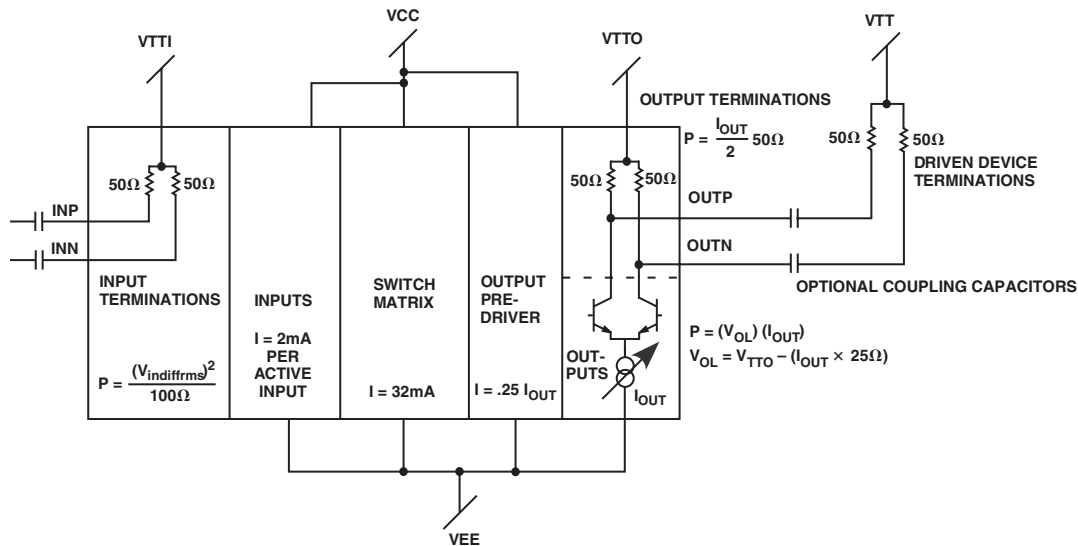 VCC
VTT
VTTI
VTTO
OUTPUT TERMINATIONS
P = I_OUT/2 50Ω
50Ω
50Ω
DRIVEN DEVICE
TERMINATIONS
50Ω
50Ω
50Ω
50Ω
INP
OUTP
INN
OUTN
INPUT
TERMINATIONS
P = (V_indiffrms)²/100Ω
INPUTS
I = 2mA
PER
ACTIVE
INPUT
SWITCH
MATRIX
I = 32mA
OUTPUT
PRE-
DRIVER
I = .25 I_OUT
OUT-
PUTS
I_OUT
OPTIONAL COUPLING CAPACITORS
P = (V_OL) (I_OUT)
V_OL = V_TTO – (I_OUT × 25Ω)
VEE